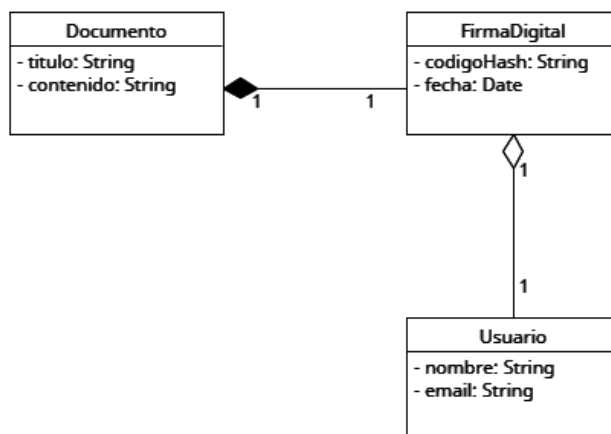 Documento
- titulo: String
- contenido: String
1
1
FirmaDigital
- codigoHash: String
- fecha: Date
1
1
Usuario
- nombre: String
- email: String